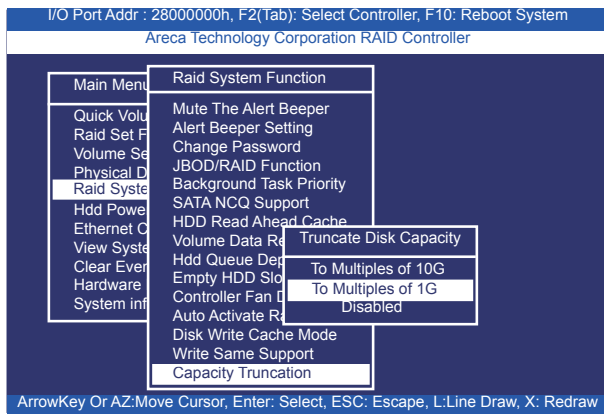 I/O Port Addr : 28000000h, F2(Tab): Select Controller, F10: Reboot System
Areca Technology Corporation RAID Controller
Main Menu
Quick Volu
Raid Set F
Volume Se
Physical D
Raid Syste
Hdd Powe
Ethernet C
View Syste
Clear Ever
Hardware
System inf
Raid System Function
Mute The Alert Beeper
Alert Beeper Setting
Change Password
JBOD/RAID Function
Background Task Priority
SATA NCQ Support
HDD Read Ahead Cache
Volume Data Re
Hdd Queue Dep
Empty HDD Slo
Controller Fan D
Auto Activate Ra
Disk Write Cache Mode
Write Same Support
Capacity Truncation
Truncate Disk Capacity
To Multiples of 10G
To Multiples of 1G
Disabled
ArrowKey Or AZ:Move Cursor, Enter: Select, ESC: Escape, L:Line Draw, X: Redraw